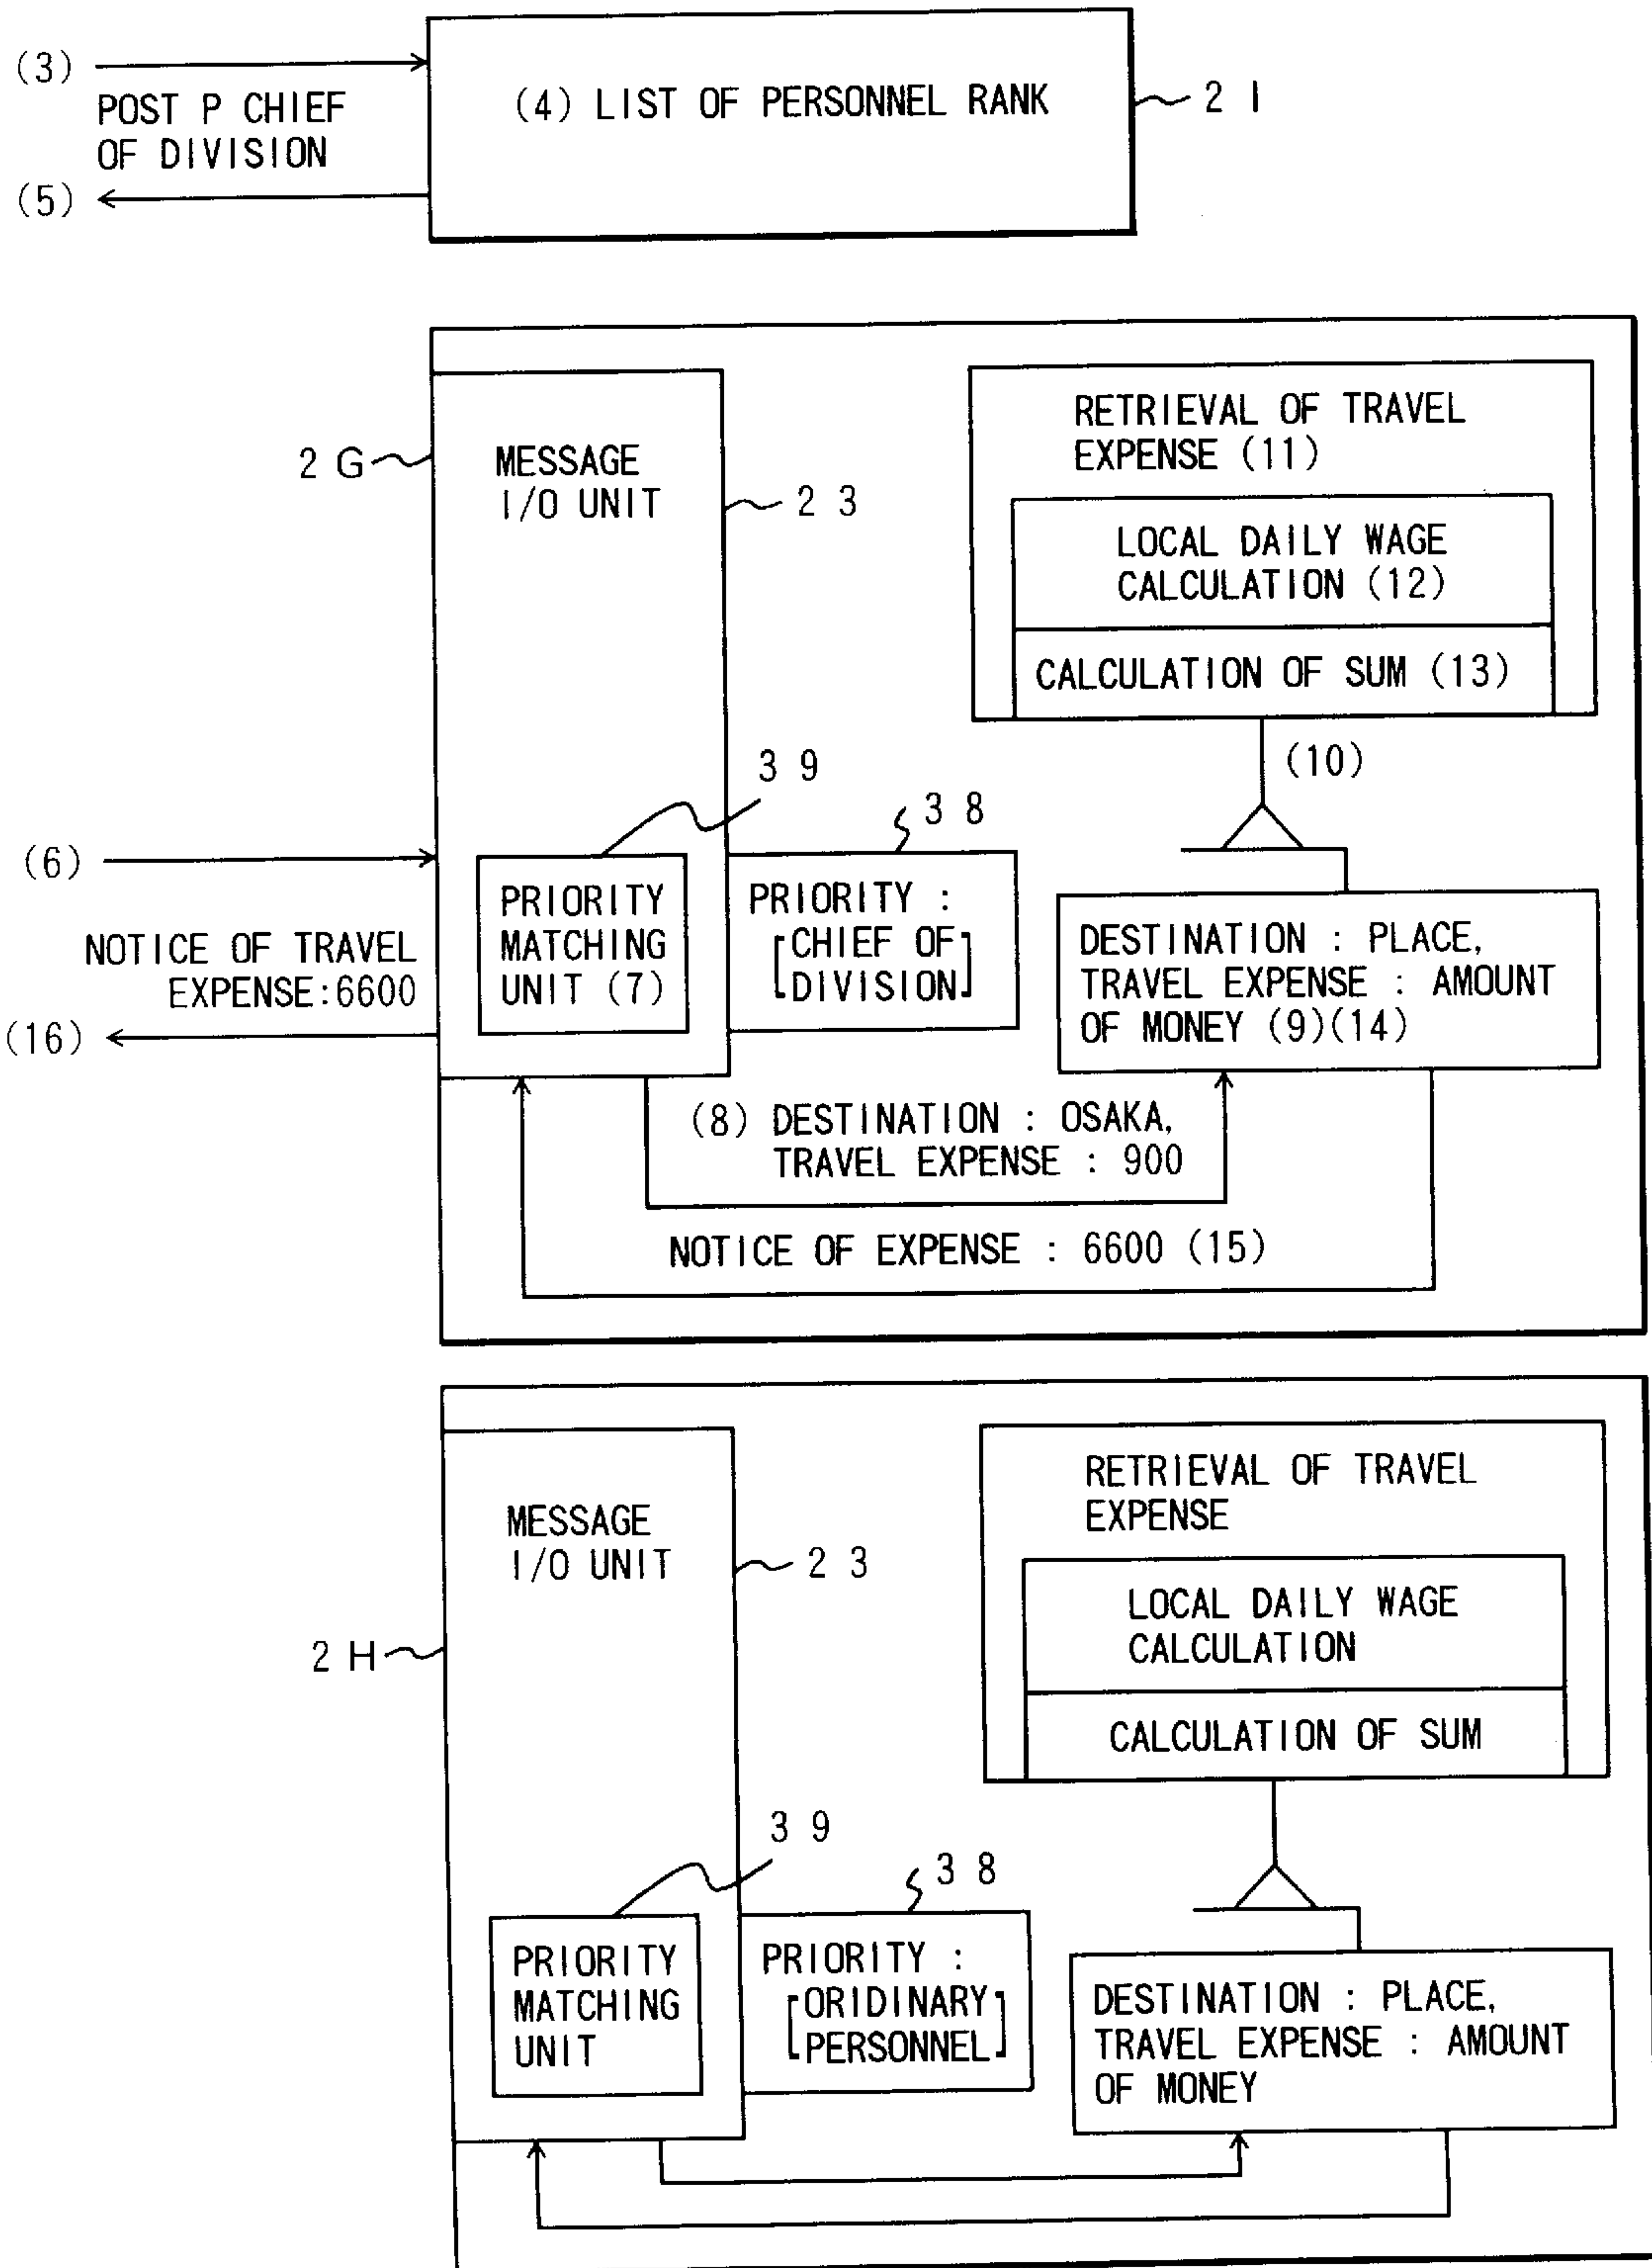 (3)
POST P CHIEF
OF DIVISION
(5)
(4) LIST OF PERSONNEL RANK
2 I
2 G
MESSAGE
I/O UNIT
2 3
RETRIEVAL OF TRAVEL
EXPENSE (11)
LOCAL DAILY WAGE
CALCULATION (12)
CALCULATION OF SUM (13)
(10)
3 9
3 8
(6)
NOTICE OF TRAVEL
EXPENSE:6600
(16)
PRIORITY
MATCHING
UNIT (7)
PRIORITY :
[CHIEF OF
DIVISION]
DESTINATION : PLACE,
TRAVEL EXPENSE : AMOUNT
OF MONEY (9)(14)
(8) DESTINATION : OSAKA,
TRAVEL EXPENSE : 900
NOTICE OF EXPENSE : 6600 (15)
2 H
MESSAGE
I/O UNIT
2 3
RETRIEVAL OF TRAVEL
EXPENSE
LOCAL DAILY WAGE
CALCULATION
CALCULATION OF SUM
3 9
3 8
PRIORITY
MATCHING
UNIT
PRIORITY :
[ORIDINARY
PERSONNEL]
DESTINATION : PLACE,
TRAVEL EXPENSE : AMOUNT
OF MONEY